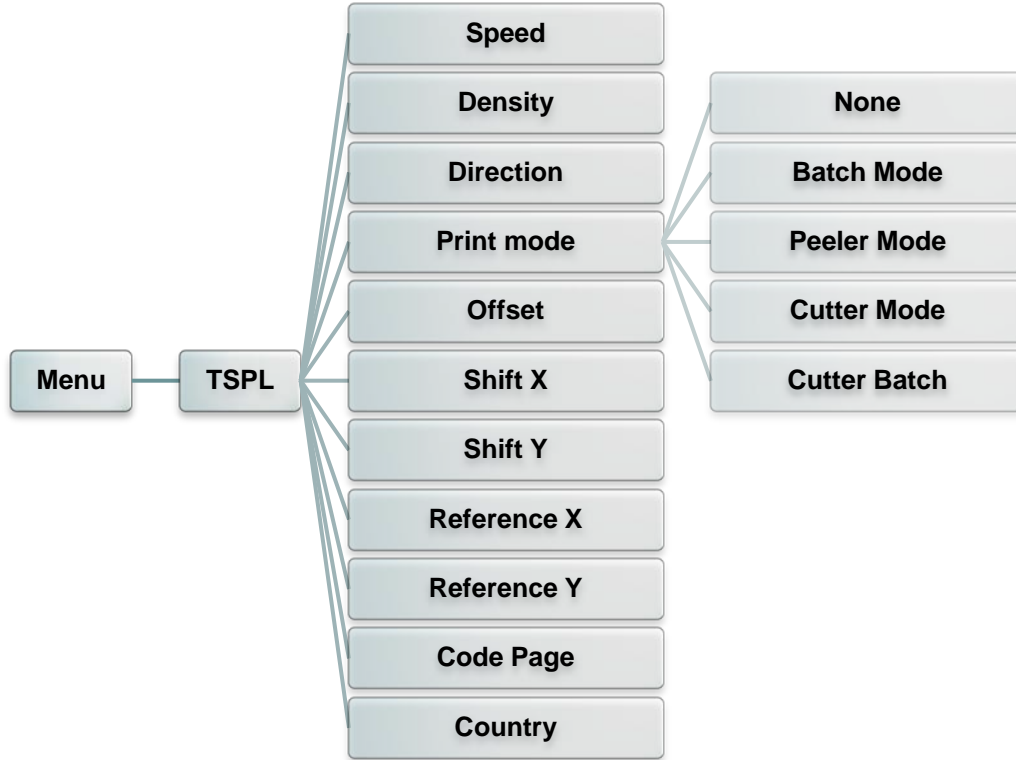 Menu
TSPL
Speed
Density
Direction
Print mode
Offset
Shift X
Shift Y
Reference X
Reference Y
Code Page
Country
None
Batch Mode
Peeler Mode
Cutter Mode
Cutter Batch